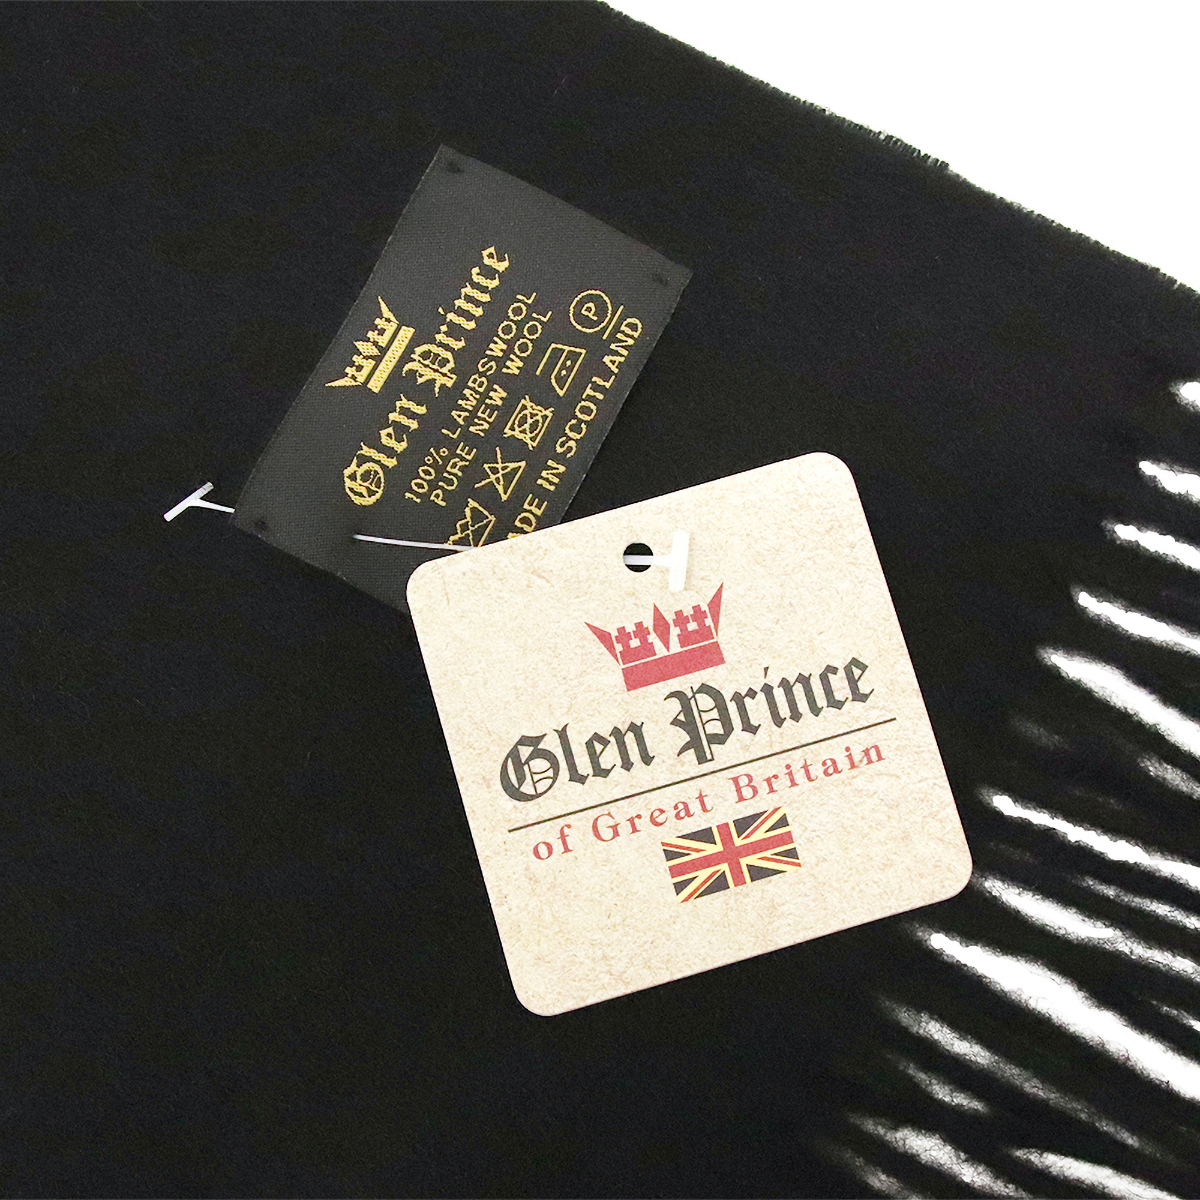 Glen Prince
100% LAMBSWOOL
PURE NEW WOOL
P
ADE IN SCOTLAND
Glen Prince
of Great Britain